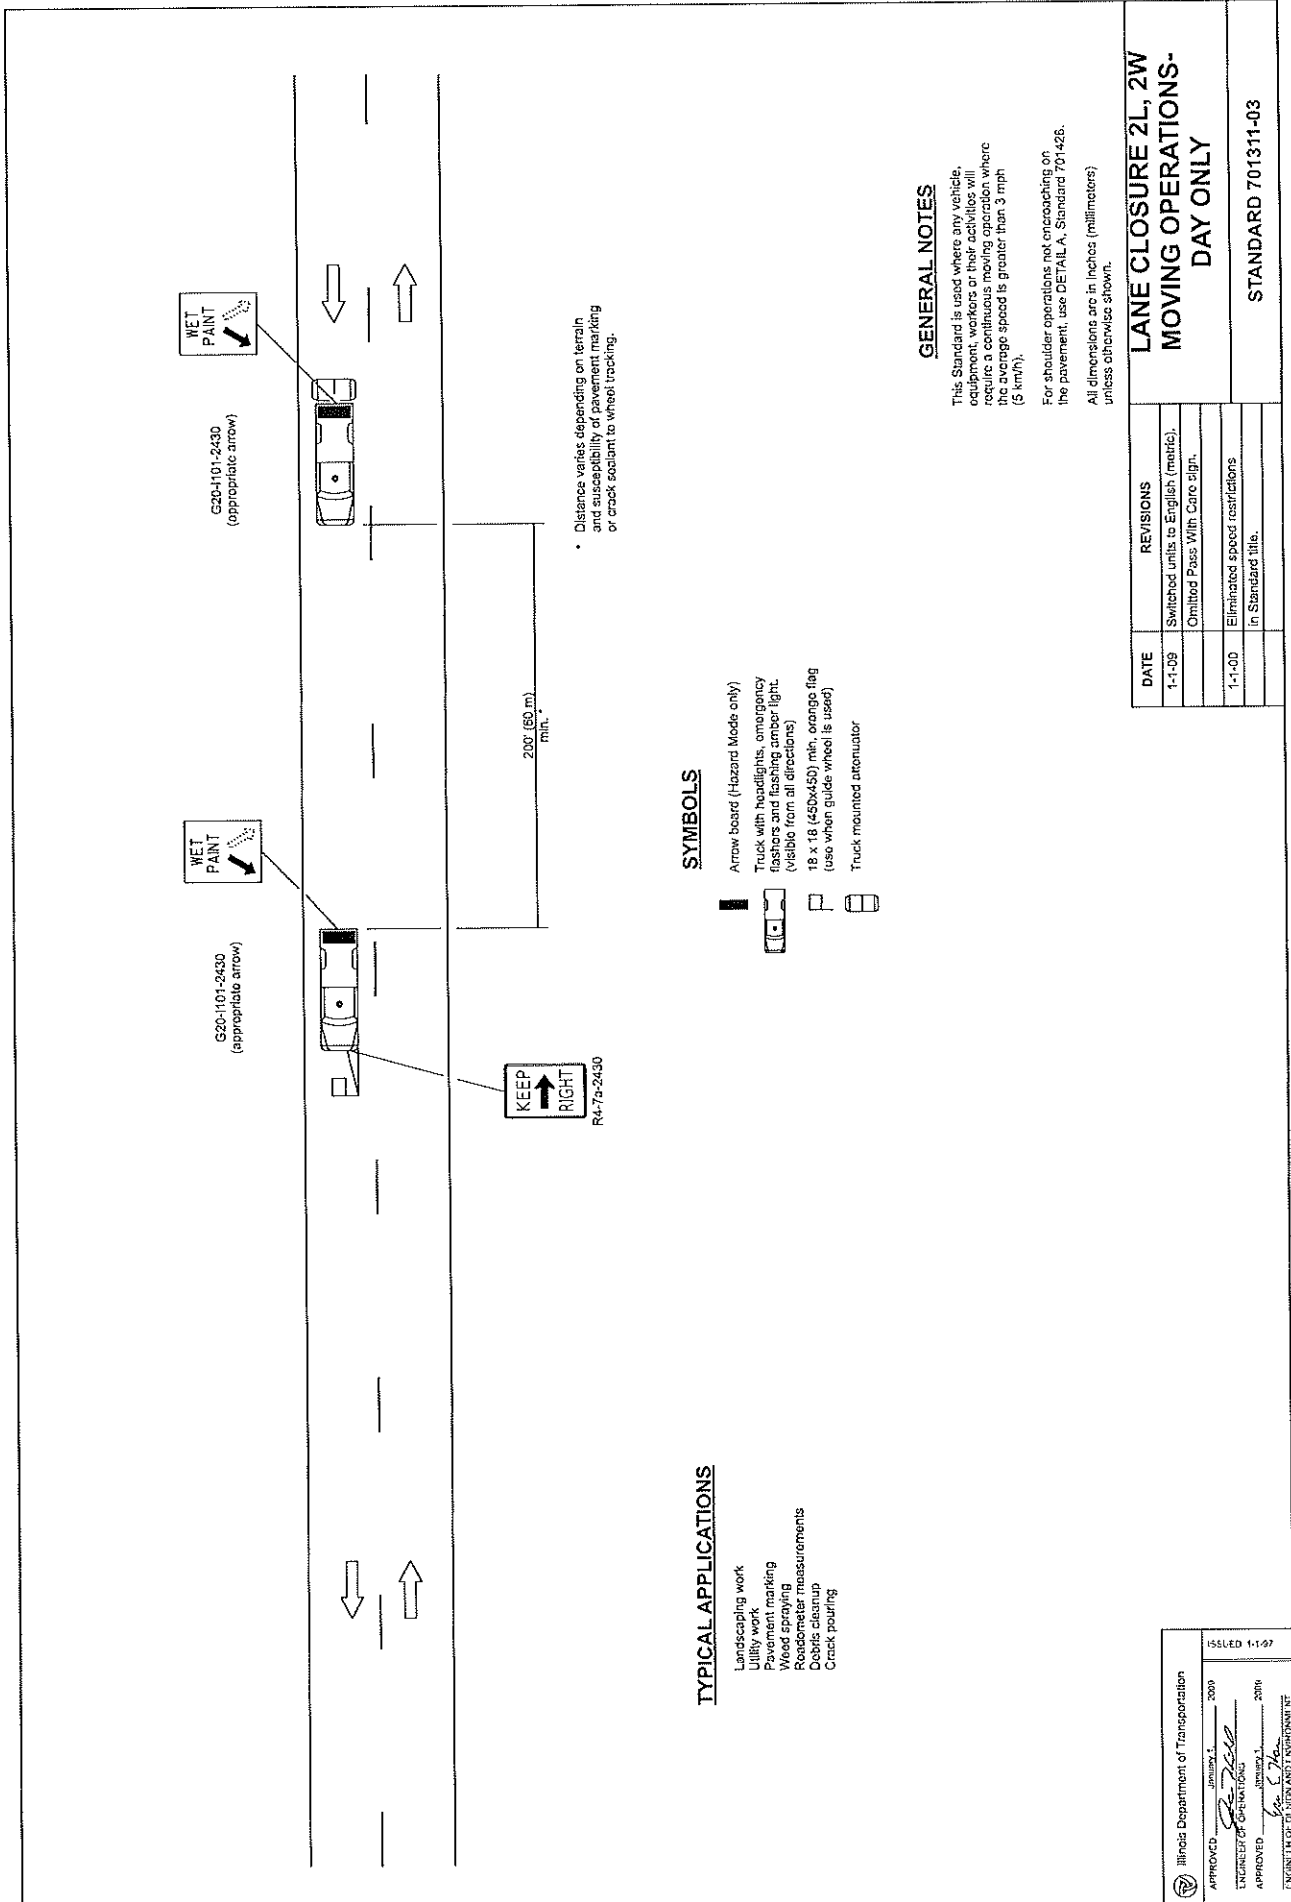 WET
PAINT
WET
PAINT
G20-I101-2430
(appropriate arrow)
G20-I101-2430
(appropriate arrow)
KEEP
RIGHT
R4-7a-2430
200' (60 m)
min. *
• Distance varies depending on terrain
and susceptibility of pavement marking
or crack sealant to wheel tracking.
TYPICAL APPLICATIONS
Landscaping work
Utility work
Pavement marking
Weed spraying
Roadometer measurements
Debris cleanup
Crack pouring
SYMBOLS
Arrow board (Hazard Mode only)
Truck with headlights, emergency
flashers and flashing amber light.
(visible from all directions)
18 x 18 (450x450) min. orange flag
(use when guide wheel is used)
Truck mounted attenuator
GENERAL NOTES
This Standard is used where any vehicle,
equipment, workers or their activities will
require a continuous moving operation where
the average speed is greater than 3 mph
(5 km/h).
For shoulder operations not encroaching on
the pavement, use DETAIL A, Standard 701426.
All dimensions are in inches (millimeters)
unless otherwise shown.
Illinois Department of Transportation
APPROVED January 1, 2009
ENGINEER OF OPERATIONS
APPROVED January 1, 2009
ENGINEER OF DESIGN AND ENVIRONMENT
ISSUED 1-1-97
DATE REVISIONS
1-1-09 Switched units to English (metric).
Omitted Pass With Care sign.
1-1-00 Eliminated speed restrictions
in Standard title.
LANE CLOSURE 2L, 2W
MOVING OPERATIONS-
DAY ONLY
STANDARD 701311-03